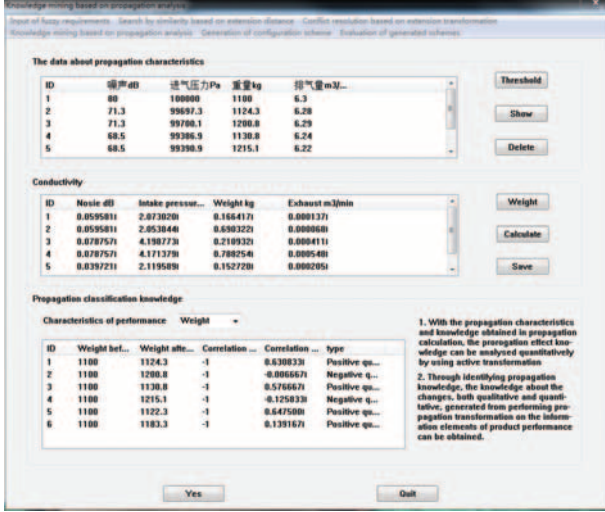 Knowledge mining based on propagation analysis
Input of fuzzy requirements Search by similarity based on extension distance Conflict resolution based on extension transformation
Knowledge mining based on propagation analysis Generation of configuration scheme Evaluation of generated schemes
The data about propagation characteristics
ID 噪声dB 进气压力Pa 重量kg 排气量m3/...
1 80 100000 1100 6.3
2 71.3 99697.3 1124.3 6.28
3 71.3 99700.1 1200.8 6.29
4 68.5 99386.9 1130.8 6.24
5 68.5 99390.9 1215.1 6.22
Threshold
Show
Delete
Conductivity
ID Nosie dB Intake pressur... Weight kg Exhaust m3/min
1 0.059581i 2.073020i 0.166417i 0.000137i
2 0.059581i 2.053844i 0.690322i 0.000068i
3 0.078757i 4.198773i 0.210932i 0.000411i
4 0.078757i 4.171379i 0.788254i 0.000548i
5 0.039721i 2.119589i 0.152720i 0.000205i
Weight
Calculate
Save
Propagation classification knowledge
Characteristics of performance Weight
ID Weight bef... Weight afte... Correlation ... Correlation ... type
1 1100 1124.3 -1 0.630833i Positive qu...
2 1100 1200.8 -1 -0.006667i Negative q...
3 1100 1130.8 -1 0.576667i Positive qu...
4 1100 1215.1 -1 -0.125833i Negative q...
5 1100 1122.3 -1 0.647500i Positive qu...
6 1100 1183.3 -1 0.139167i Positive qu...
1. With the propagation characteristics
and knowledge obtained in propagation
calculation, the prorogation effect kno-
wledge can be analysed quantitatively
by using active transformation
2. Through identifying propagation
knowledge, the knowledge about the
changes, both qualitative and quanti-
tative, generated from performing pro-
pagation transformation on the inform-
ation elements of product performance
can be obtained.
Yes
Quit